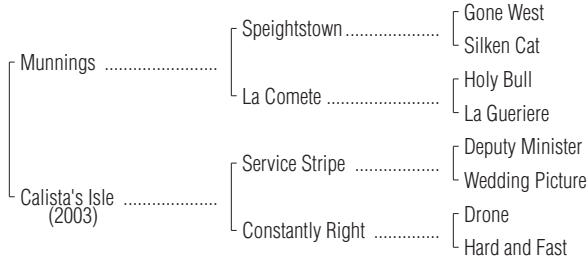 Gone West
Speightstown
Silken Cat
Munnings
Holy Bull
La Comete
La Gueriere
Deputy Minister
Service Stripe
Wedding Picture
Calista's Isle
(2003)
Drone
Constantly Right
Hard and Fast